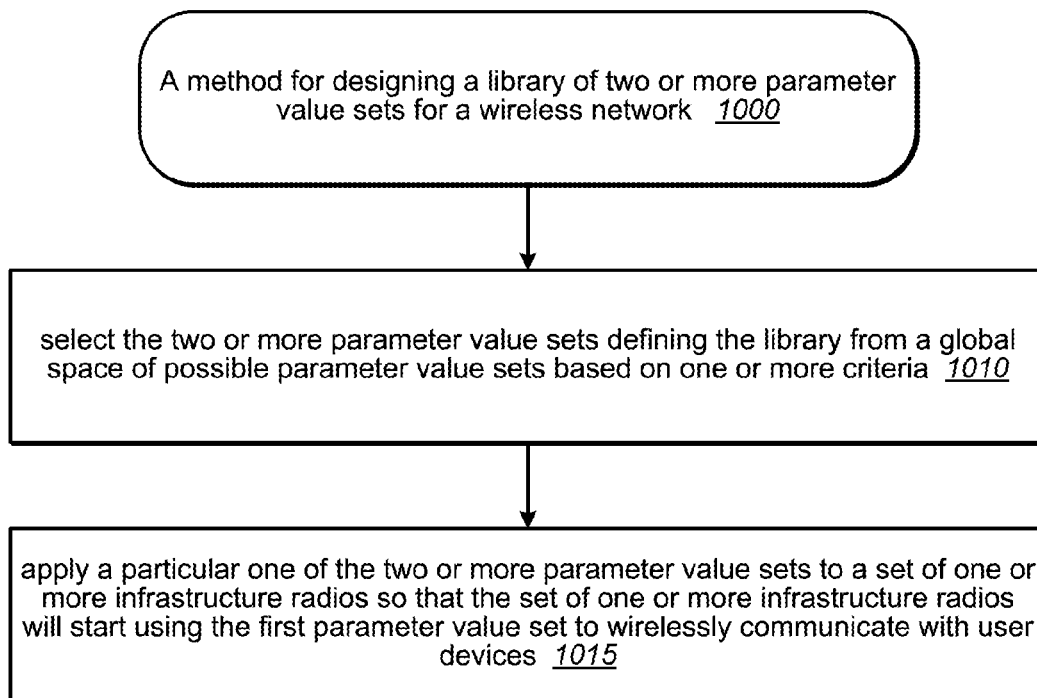 A method for designing a library of two or more parameter
value sets for a wireless network 1000
select the two or more parameter value sets defining the library from a global
space of possible parameter value sets based on one or more criteria 1010
apply a particular one of the two or more parameter value sets to a set of one or
more infrastructure radios so that the set of one or more infrastructure radios
will start using the first parameter value set to wirelessly communicate with user
devices 1015